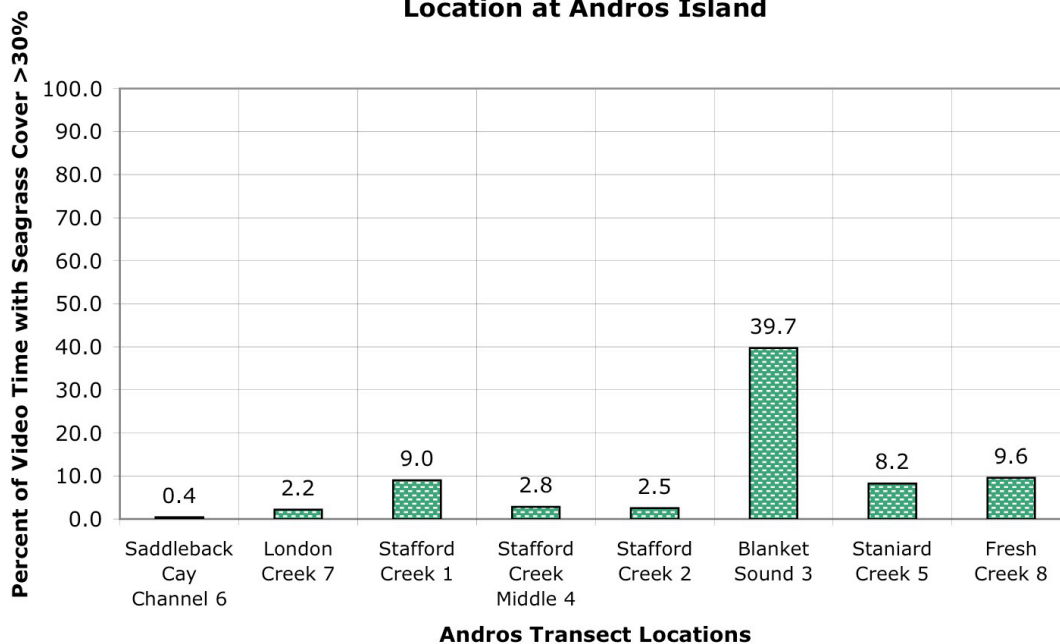 Location at Andros Island
Percent of Video Time with Seagrass Cover >30%
100.0
90.0
80.0
70.0
60.0
50.0
40.0
30.0
20.0
10.0
0.0
0.4
2.2
9.0
2.8
2.5
39.7
8.2
9.6
Saddleback
Cay
Channel 6
London
Creek 7
Stafford
Creek 1
Stafford
Creek
Middle 4
Stafford
Creek 2
Blanket
Sound 3
Staniard
Creek 5
Fresh
Creek 8
Andros Transect Locations